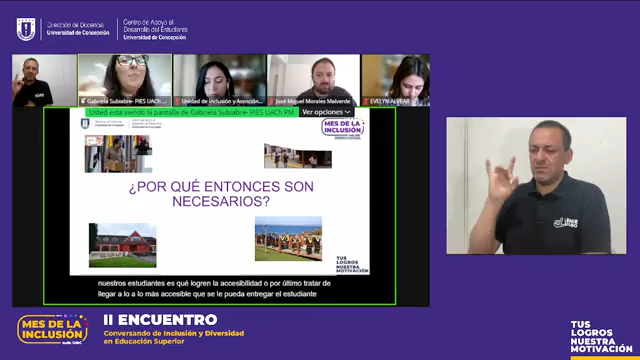 Dirección de Docencia
Universidad de Concepción
Centro de Apoyo al
Desarrollo del Estudiante
Universidad de Concepción
Gabriela Subiabre- PIES UACh ...
Unidad de Inclusión y Atención...
José Miguel Morales Malverde
EVELYN ALVEAR
Usted está viendo la pantalla de Gabriela Subiabre- PIES UACh PM
Ver opciones
MES DE LA
INCLUSIÓN
¿POR QUÉ ENTONCES SON
NECESARIOS?
TUS
LOGROS
NUESTRA
MOTIVACIÓN
nuestros estudiantes es qué logren la accesibilidad o por último tratar de
llegar a lo a lo más accesible que se le pueda entregar el estudiante
MES DE LA
INCLUSIÓN
II ENCUENTRO
Conversando de Inclusión y Diversidad
en Educación Superior
TUS
LOGROS
NUESTRA
MOTIVACIÓN